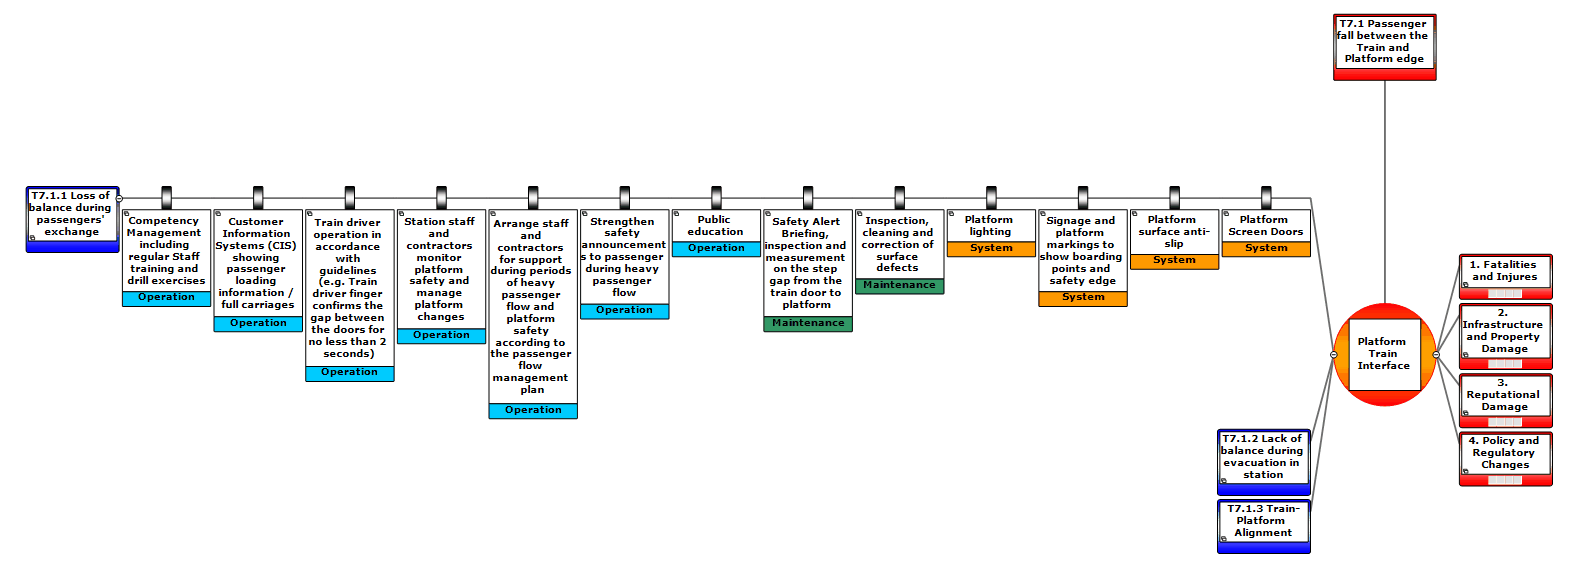 T7.1 Passenger
fall between the
Train and
Platform edge
T7.1.1 Loss of
balance during
passengers'
exchange
Competency
Management
including
regular Staff
training and
drill exercises
Operation
Customer
Information
Systems (CIS)
showing
passenger
loading
information /
full carriages
Operation
Train driver
operation in
accordance
with
guidelines
(e.g. Train
driver finger
confirms the
gap between
the doors for
no less than 2
seconds)
Operation
Station staff
and
contractors
monitor
platform
safety and
manage
platform
changes
Operation
Arrange staff
and
contractors
for support
during periods
of heavy
passenger
flow and
platform
safety
according to
the passenger
flow
management
plan
Operation
Strengthen
safety
announcement
s to passenger
during heavy
passenger
flow
Operation
Public
education
Operation
Safety Alert
Briefing,
inspection and
measurement
on the step
gap from the
train door to
platform
Maintenance
Inspection,
cleaning and
correction of
surface
defects
Maintenance
Platform
lighting
System
Signage and
platform
markings to
show boarding
points and
safety edge
System
Platform
surface anti-
slip
System
Platform
Screen Doors
System
Platform
Train
Interface
1. Fatalities
and Injures
2.
Infrastructure
and Property
Damage
3.
Reputational
Damage
4. Policy and
Regulatory
Changes
T7.1.2 Lack of
balance during
evacuation in
station
T7.1.3 Train-
Platform
Alignment